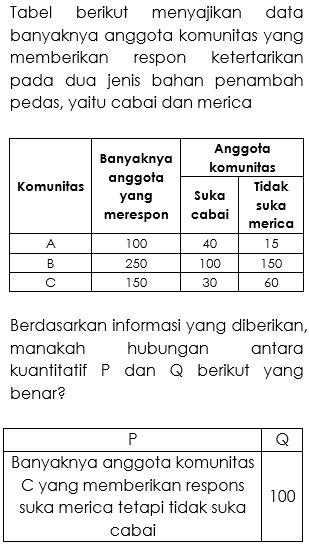 Tabel berikut menyajikan data
banyaknya anggota komunitas yang
memberikan respon ketertarikan
pada dua jenis bahan penambah
pedas, yaitu cabai dan merica
Komunitas Banyaknya anggota yang merespon Anggota komunitas
Suka cabai Tidak suka merica
A 100 40 15
B 250 100 150
C 150 30 60
Berdasarkan informasi yang diberikan,
manakah hubungan antara
kuantitatif P dan Q berikut yang
benar?
P Q
Banyaknya anggota komunitas
C yang memberikan respons
suka merica tetapi tidak suka
cabai
100